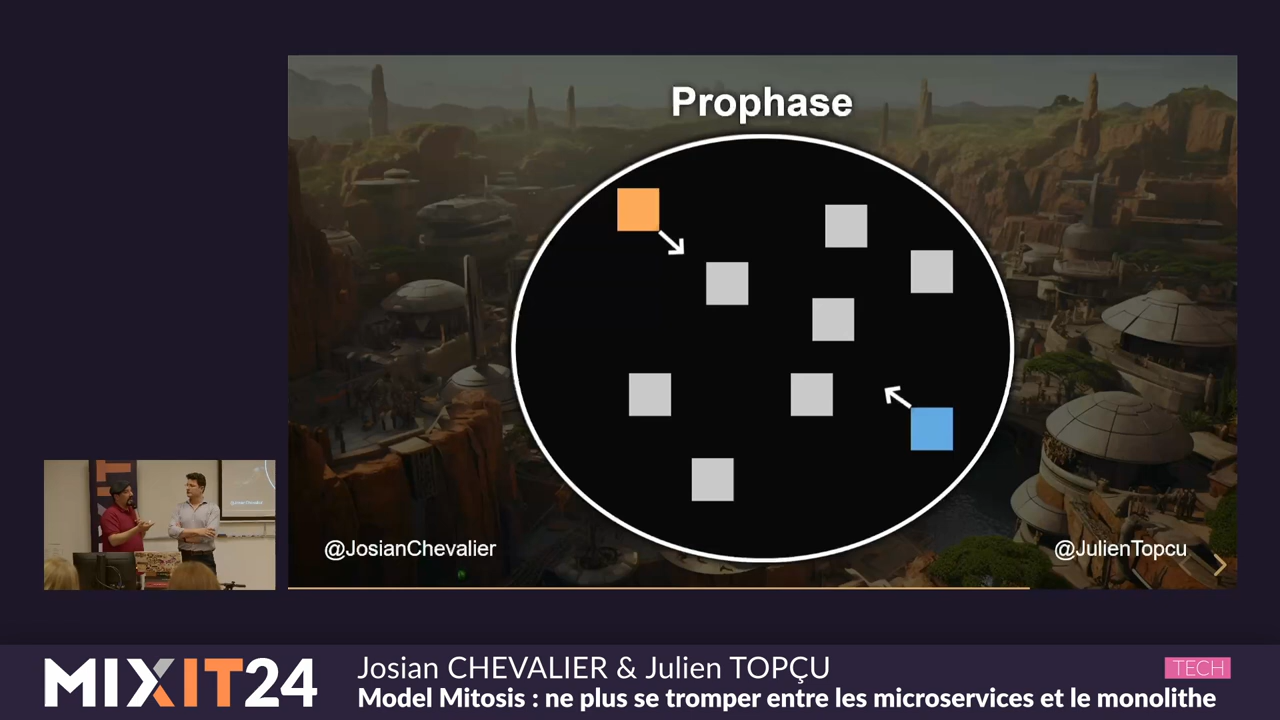 Prophase
@JosianChevalier
@JulienTopcu
MIXIT24
Josian CHEVALIER & Julien TOPÇU
TECH
Model Mitosis : ne plus se tromper entre les microservices et le monolithe